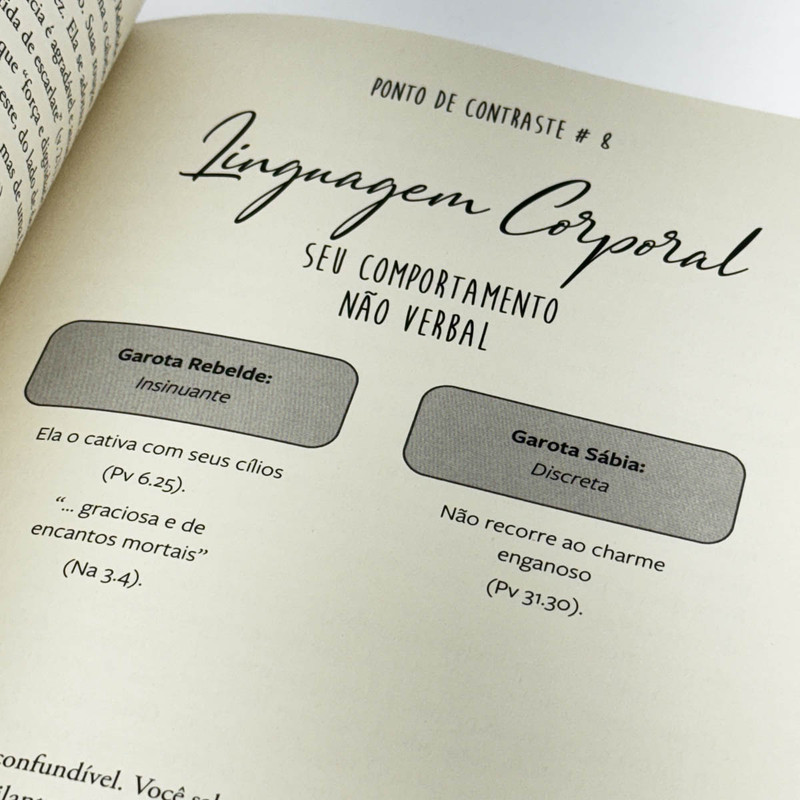 PONTO DE CONTRASTE # 8
Linguagem Corporal
SEU COMPORTAMENTO
NÃO VERBAL
Garota Rebelde:
Insinuante
Ela o cativa com seus cílios
(Pv 6.25).
“... graciosa e de
encantos mortais”
(Na 3.4).
Garota Sábia:
Discreta
Não recorre ao charme
enganoso
(Pv 31.30).
confundível. Você